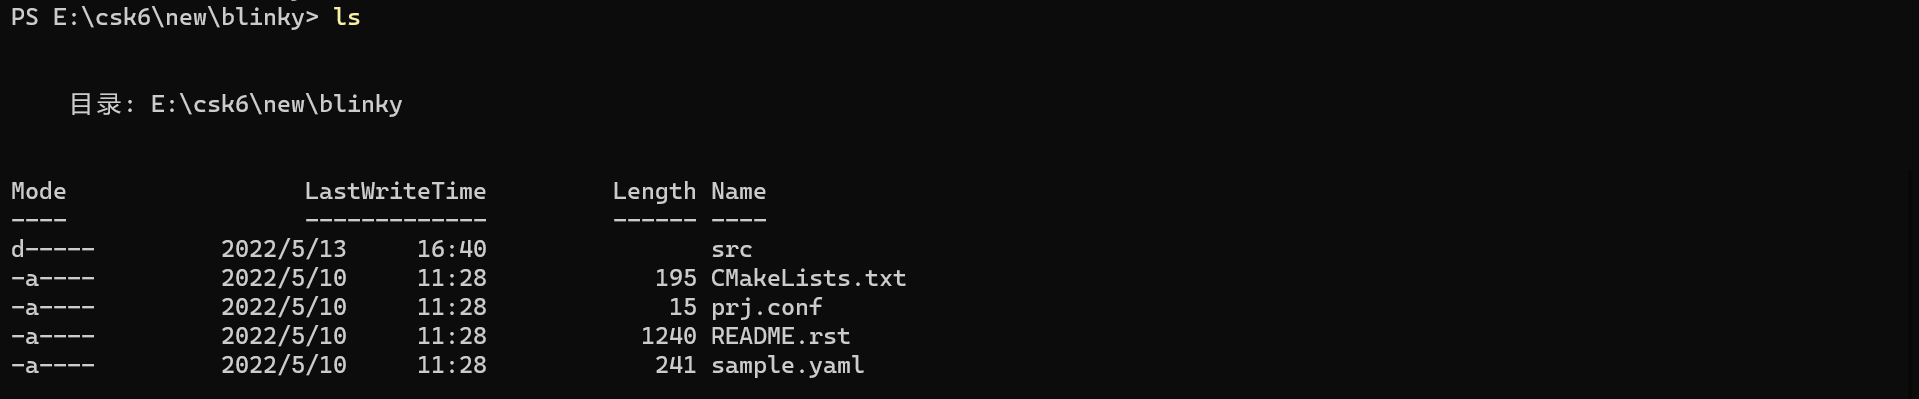 PS E:\csk6\new\blinky> ls
目录: E:\csk6\new\blinky
Mode                 LastWriteTime         Length Name
----                 -------------         ------ ----
d-----         2022/5/13     16:40                src
-a----         2022/5/10     11:28            195 CMakeLists.txt
-a----         2022/5/10     11:28             15 prj.conf
-a----         2022/5/10     11:28           1240 README.rst
-a----         2022/5/10     11:28            241 sample.yaml